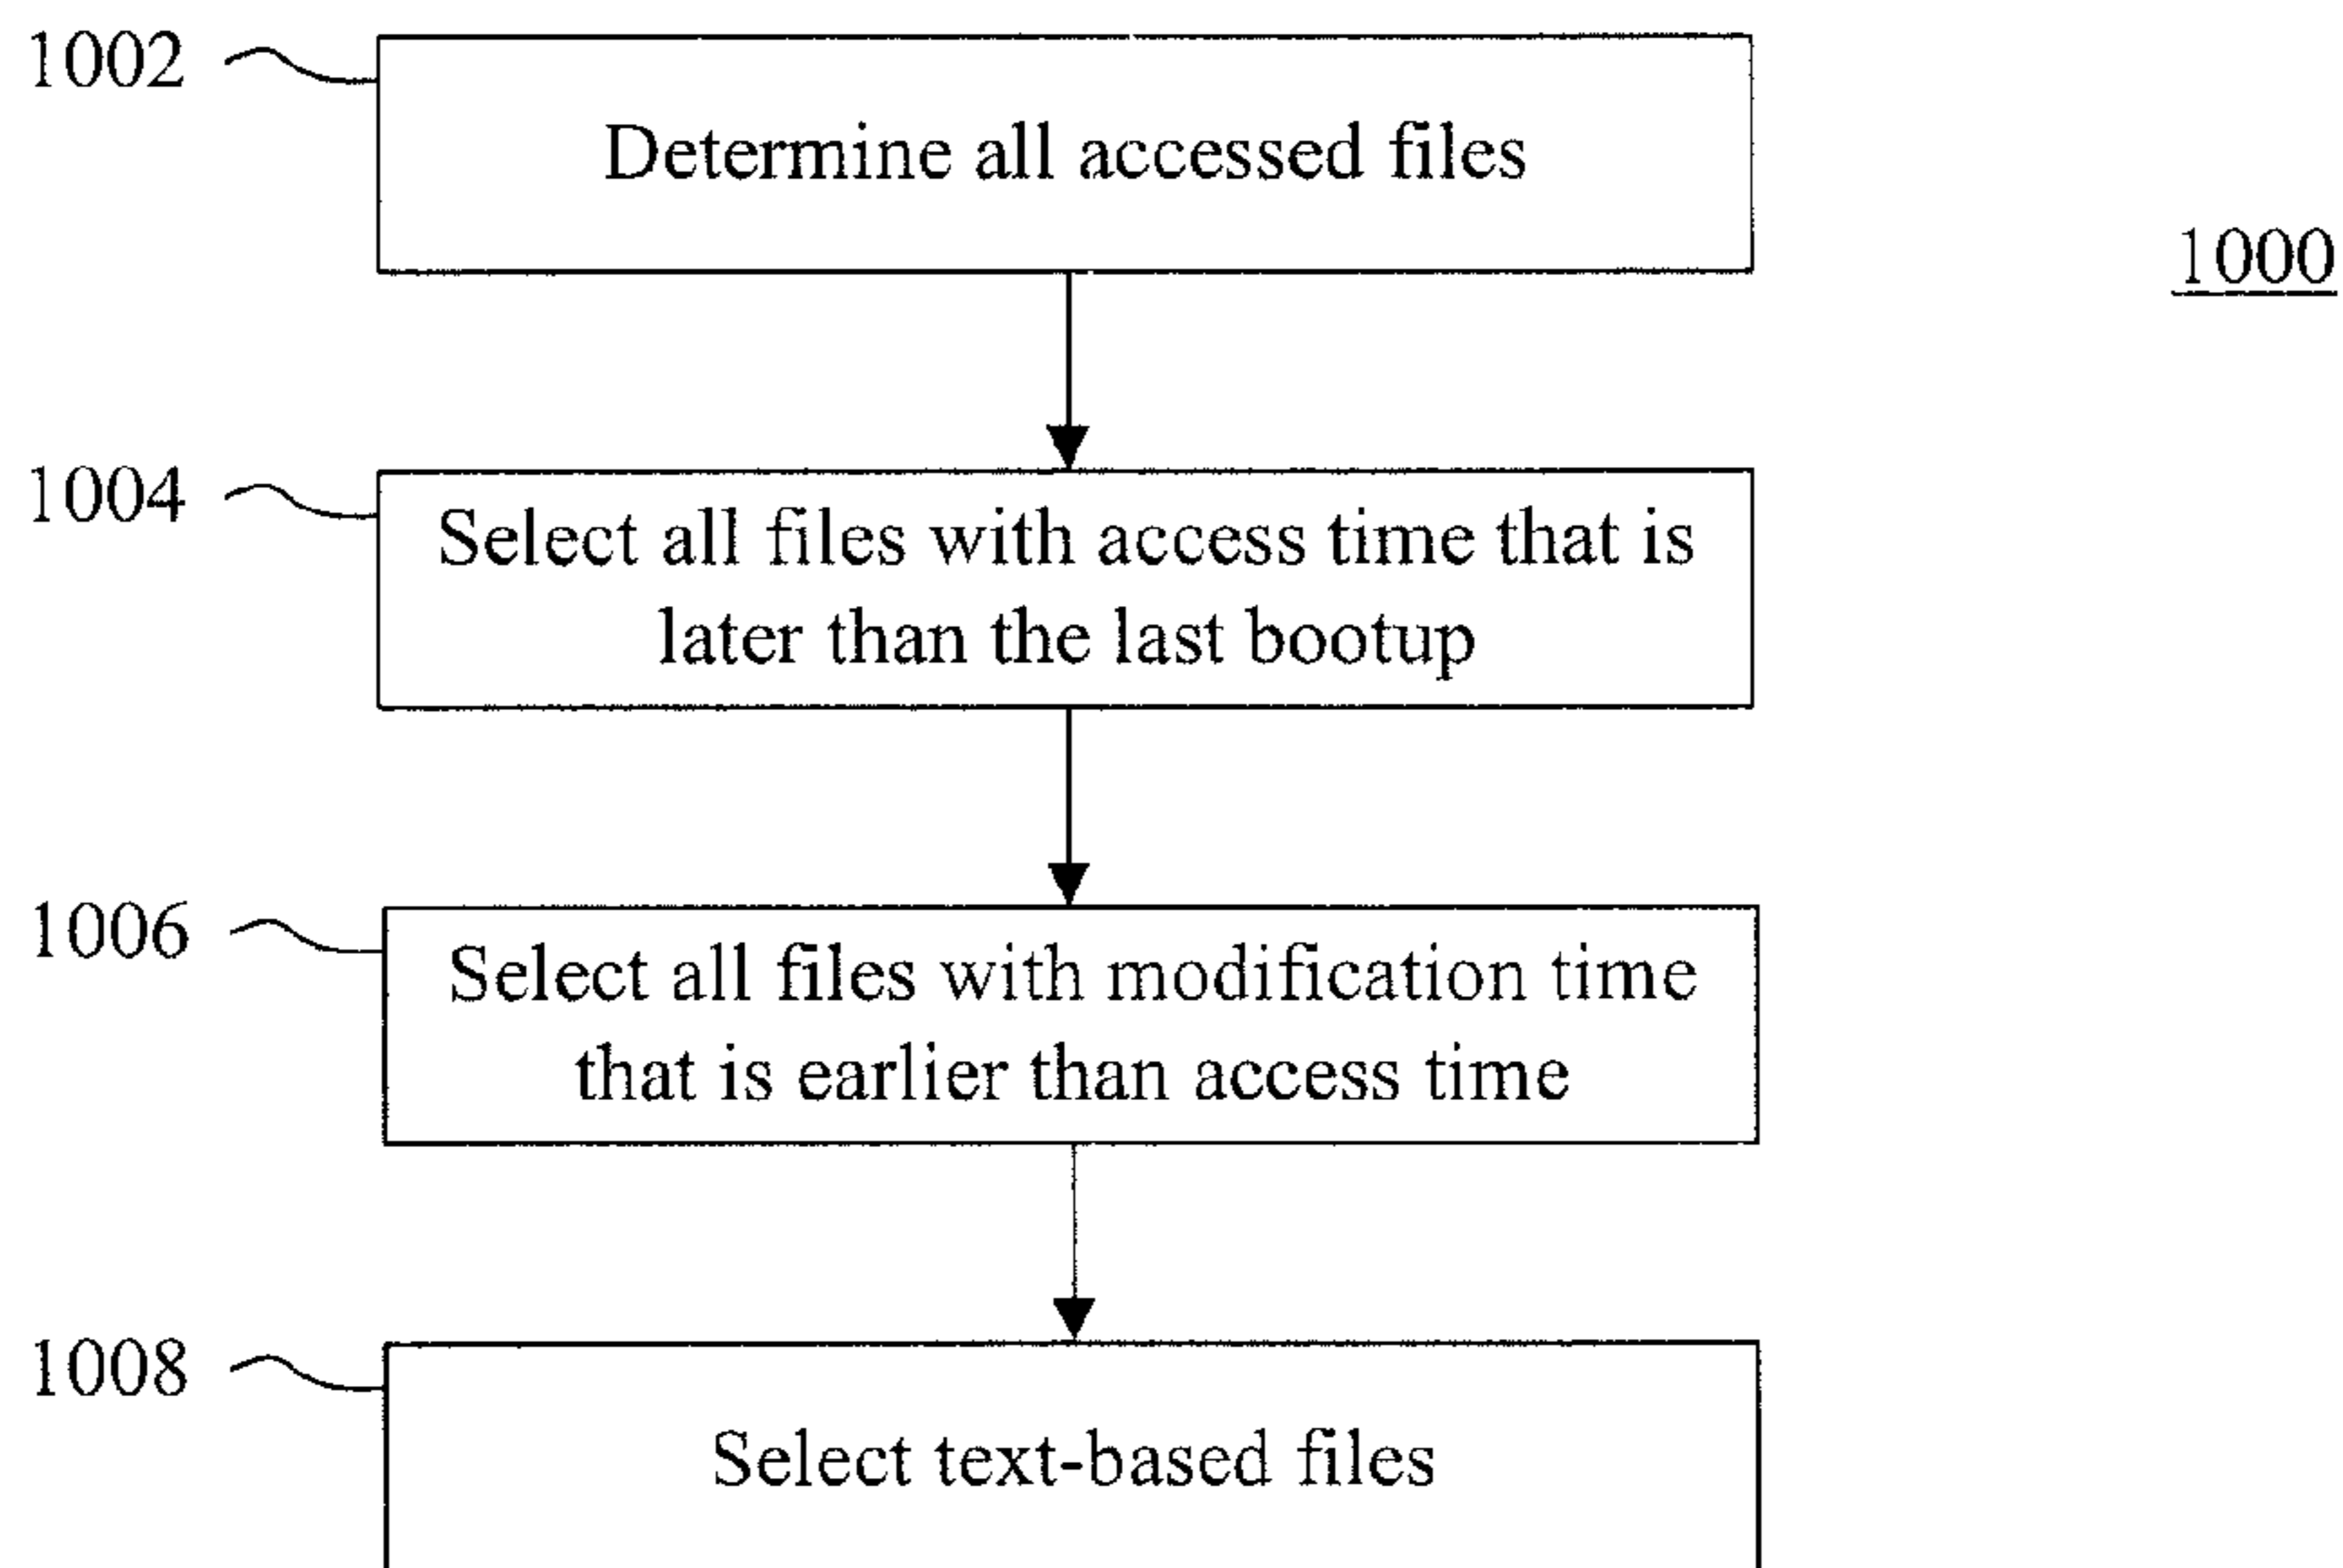 1002
Determine all accessed files
1000
1004
Select all files with access time that is
later than the last bootup
1006
Select all files with modification time
that is earlier than access time
1008
Select text-based files